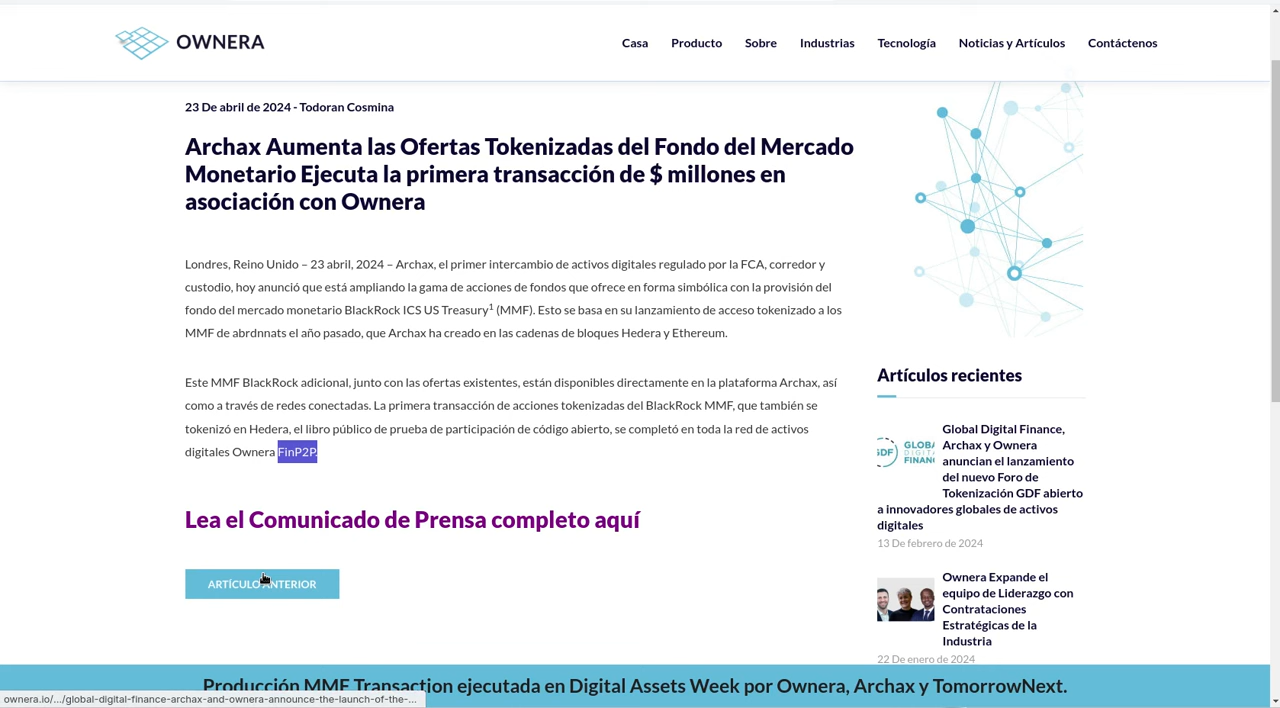 OWNERA
Casa
Producto
Sobre
Industrias
Tecnología
Noticias y Artículos
Contáctenos
23 De abril de 2024 - Todoran Cosmina
Archax Aumenta las Ofertas Tokenizadas del Fondo del Mercado
Monetario Ejecuta la primera transacción de $ millones en
asociación con Ownera
Londres, Reino Unido – 23 abril, 2024 – Archax, el primer intercambio de activos digitales regulado por la FCA, corredor y
custodio, hoy anunció que está ampliando la gama de acciones de fondos que ofrece en forma simbólica con la provisión del
fondo del mercado monetario BlackRock ICS US Treasury1 (MMF). Esto se basa en su lanzamiento de acceso tokenizado a los
MMF de abrdnnats el año pasado, que Archax ha creado en las cadenas de bloques Hedera y Ethereum.
Este MMF BlackRock adicional, junto con las ofertas existentes, están disponibles directamente en la plataforma Archax, así
como a través de redes conectadas. La primera transacción de acciones tokenizadas del BlackRock MMF, que también se
tokenizó en Hedera, el libro público de prueba de participación de código abierto, se completó en toda la red de activos
digitales Ownera FinP2P.
Lea el Comunicado de Prensa completo aquí
ARTÍCULO ANTERIOR
Artículos recientes
GDF
GLOBA
DIGITA
FINAN
Global Digital Finance,
Archax y Ownera
anuncian el lanzamiento
del nuevo Foro de
Tokenización GDF abierto
a innovadores globales de activos
digitales
13 De febrero de 2024
Ownera Expande el
equipo de Liderazgo con
Contrataciones
Estratégicas de la
Industria
22 De enero de 2024
Producción MMF Transaction ejecutada en Digital Assets Week por Ownera, Archax y TomorrowNext.
ownera.io/.../global-digital-finance-archax-and-ownera-announce-the-launch-of-the-...